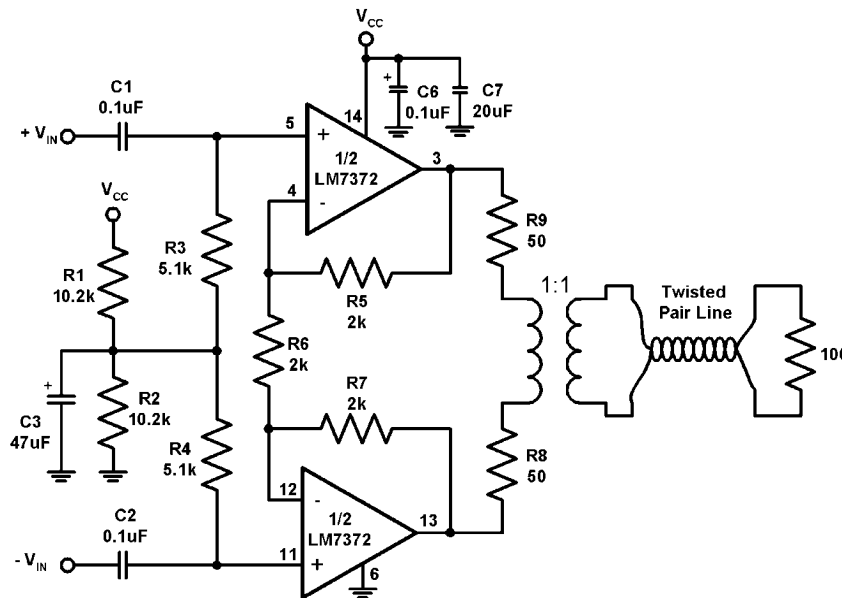 V_CC
C1
0.1uF
+ V_IN
5
+
14
+
C6
0.1uF
C7
20uF
1/2
LM7372
3
4
-
V_CC
R1
10.2k
R3
5.1k
R9
50
R5
2k
1:1
Twisted
Pair Line
R6
2k
100
R7
2k
+
C3
47uF
R2
10.2k
R4
5.1k
R8
50
12
-
1/2
LM7372
13
C2
0.1uF
- V_IN
11
+
6